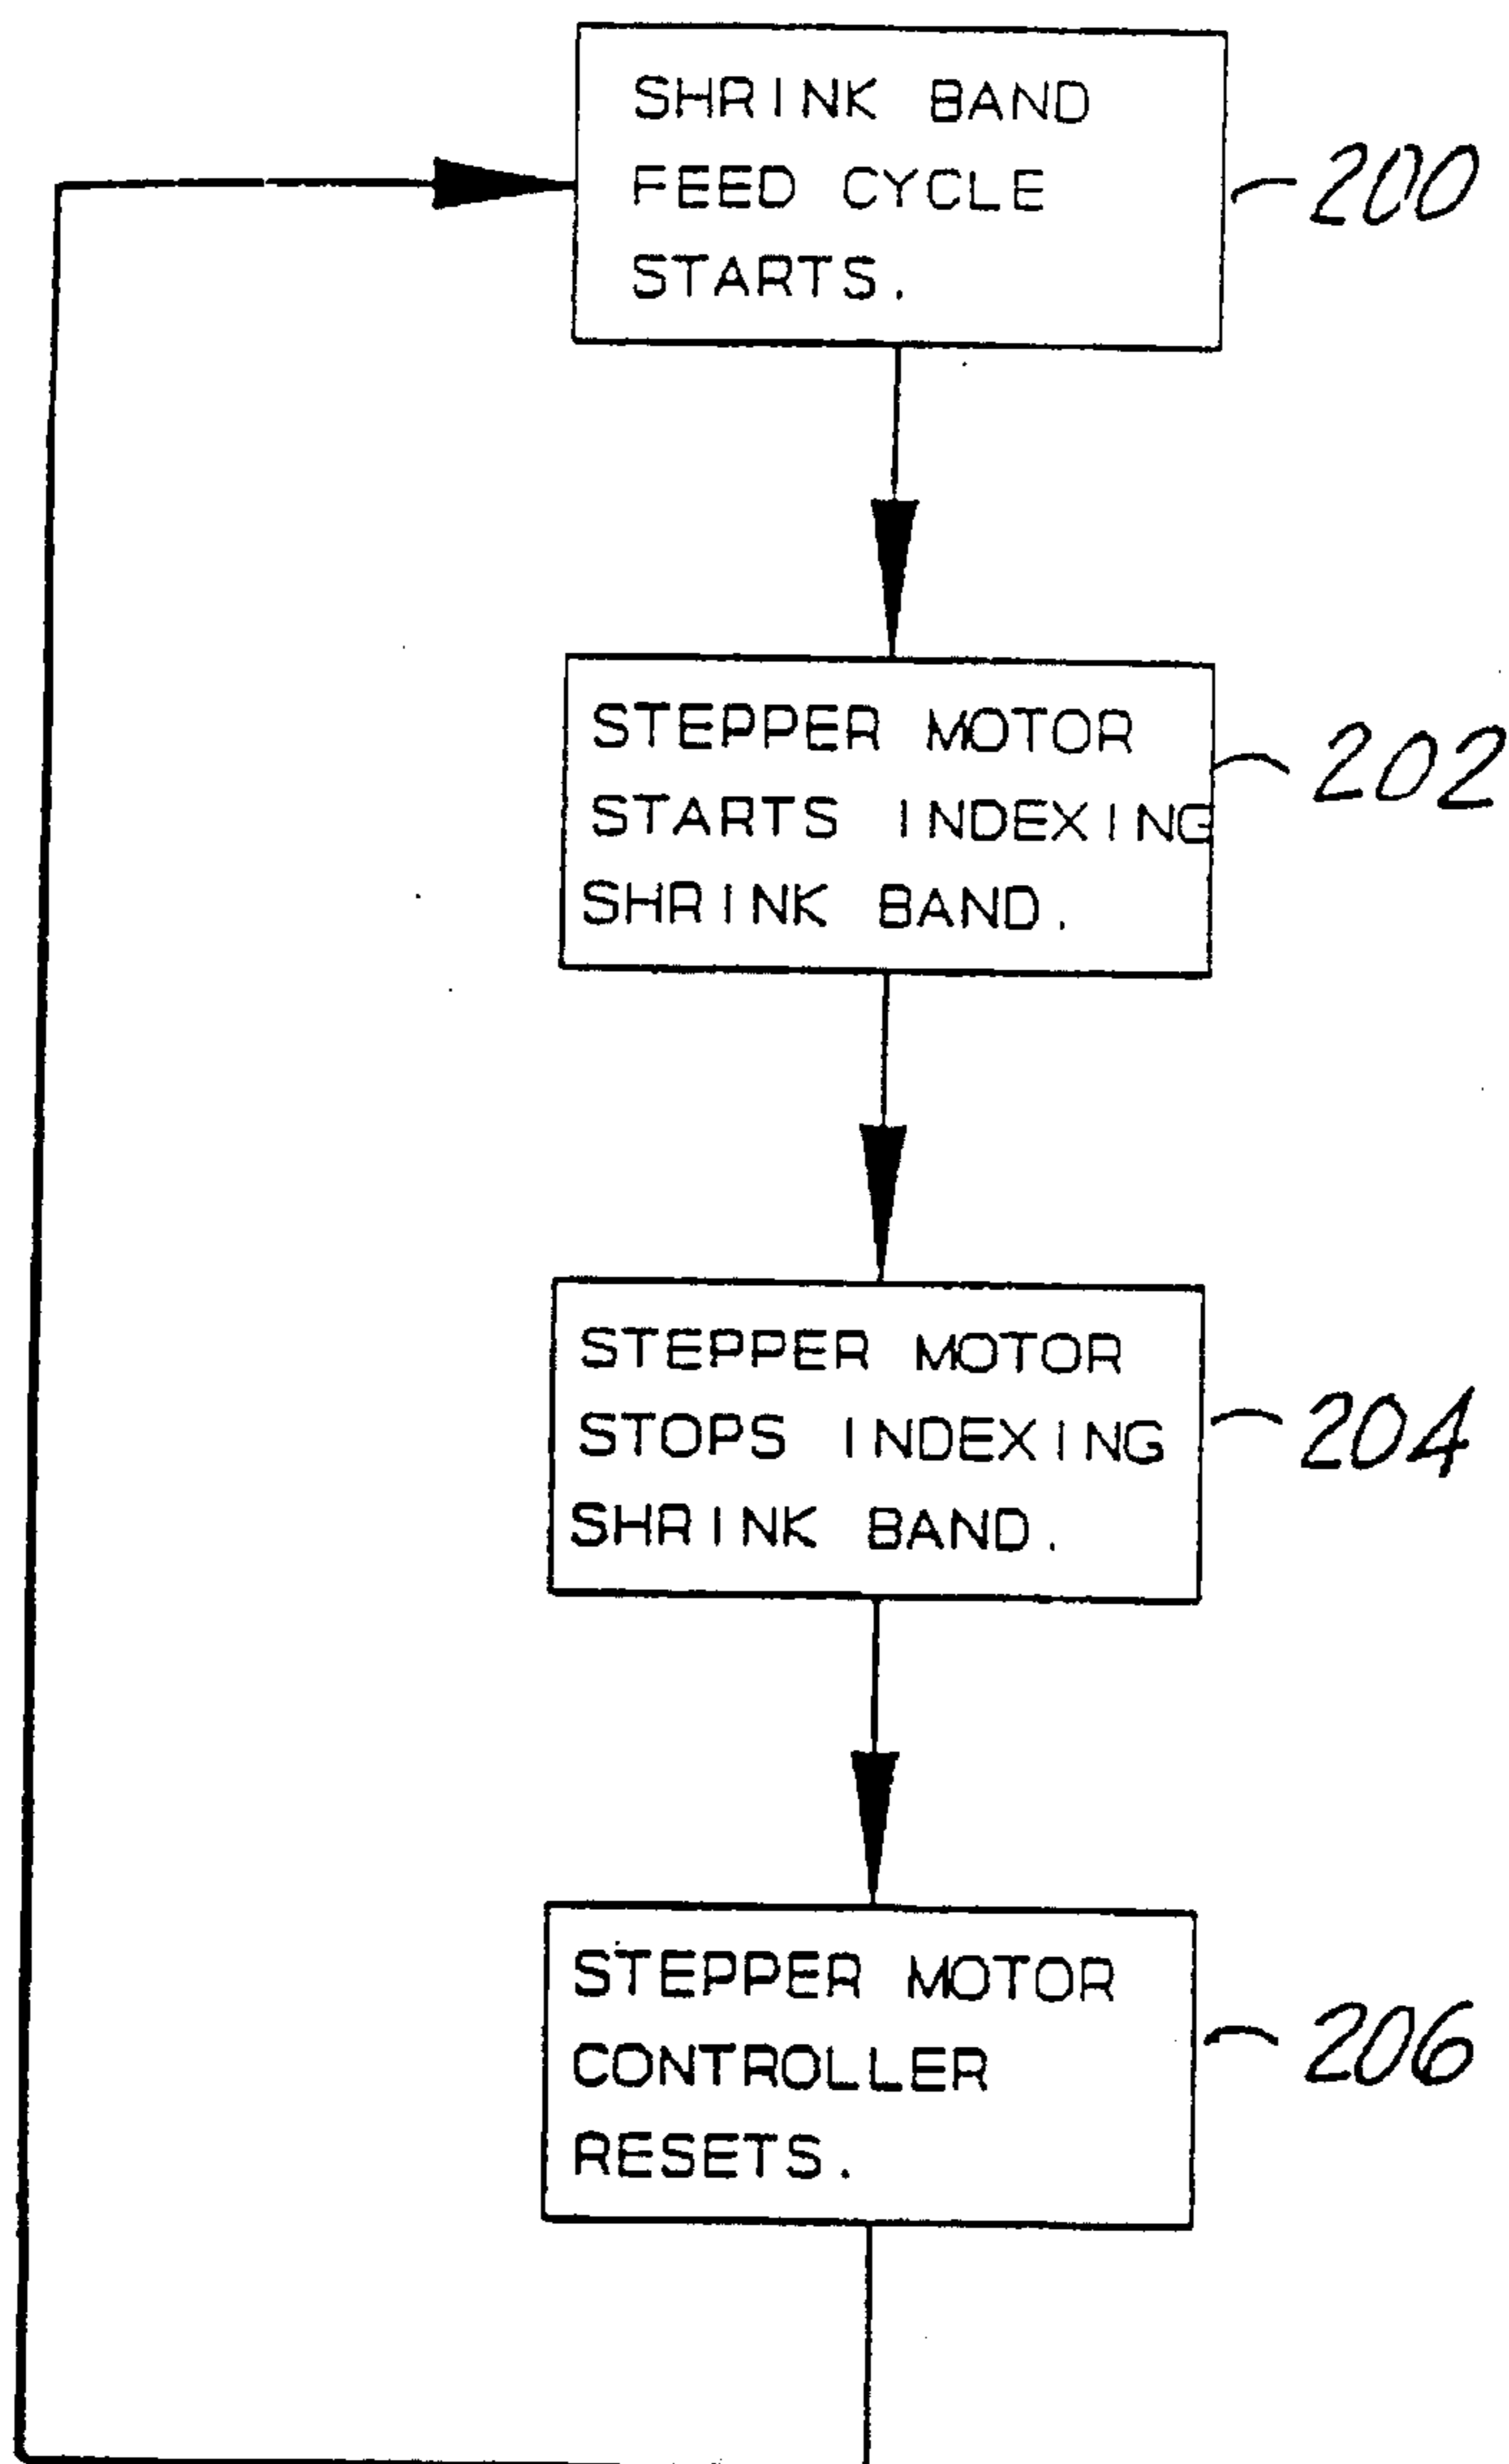 SHRINK BAND
FEED CYCLE
STARTS.
200
STEPPER MOTOR
STARTS INDEXING
SHRINK BAND.
202
STEPPER MOTOR
STOPS INDEXING
SHRINK BAND.
204
STEPPER MOTOR
CONTROLLER
RESETS.
206